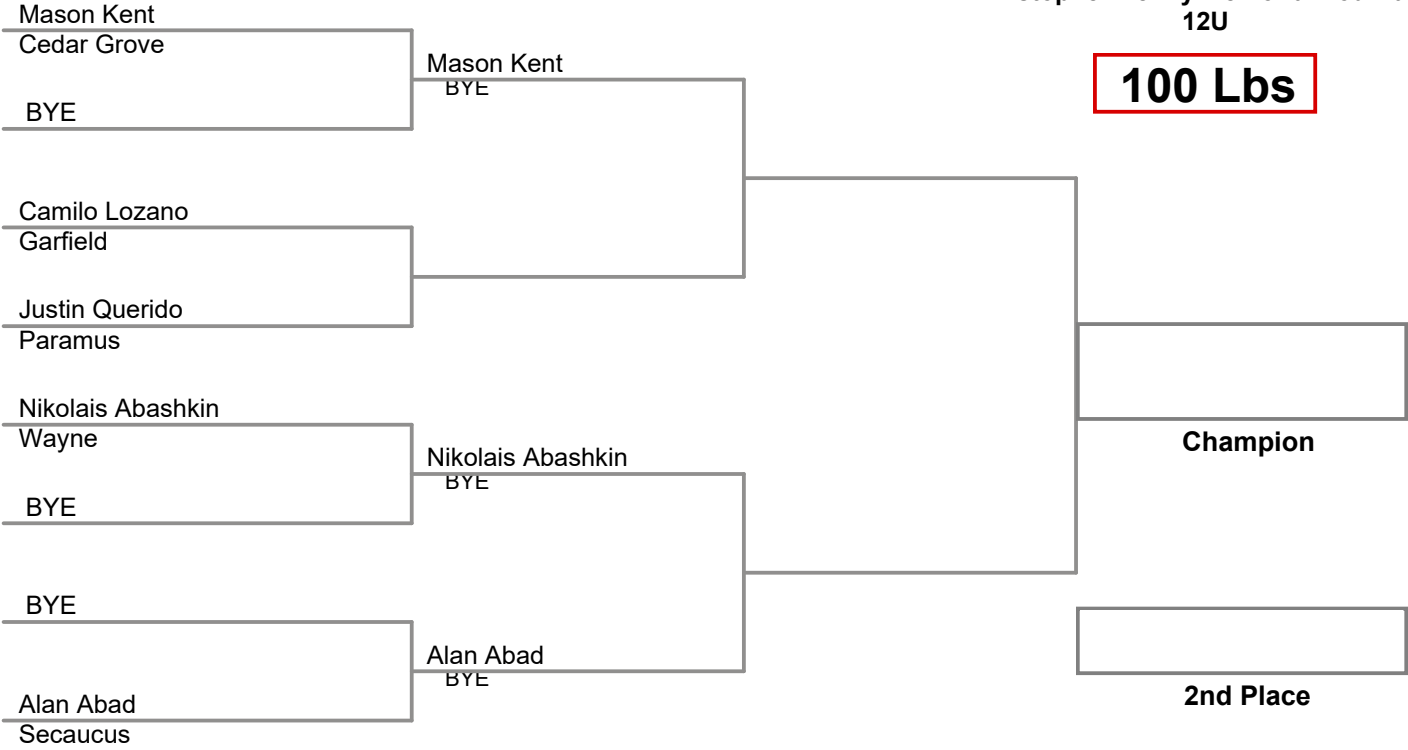 Mason Kent
Cedar Grove
BYE
Camilo Lozano
Garfield
Justin Querido
Paramus
Nikolais Abashkin
Wayne
BYE
BYE
Alan Abad
Secaucus
Mason Kent
BYE
Nikolais Abashkin
BYE
Alan Abad
BYE
12U
100 Lbs
Champion
2nd Place